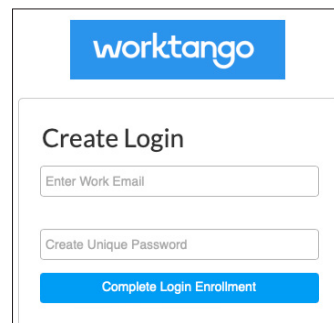 worktango
Create Login
Enter Work Email
Create Unique Password
Complete Login Enrollment